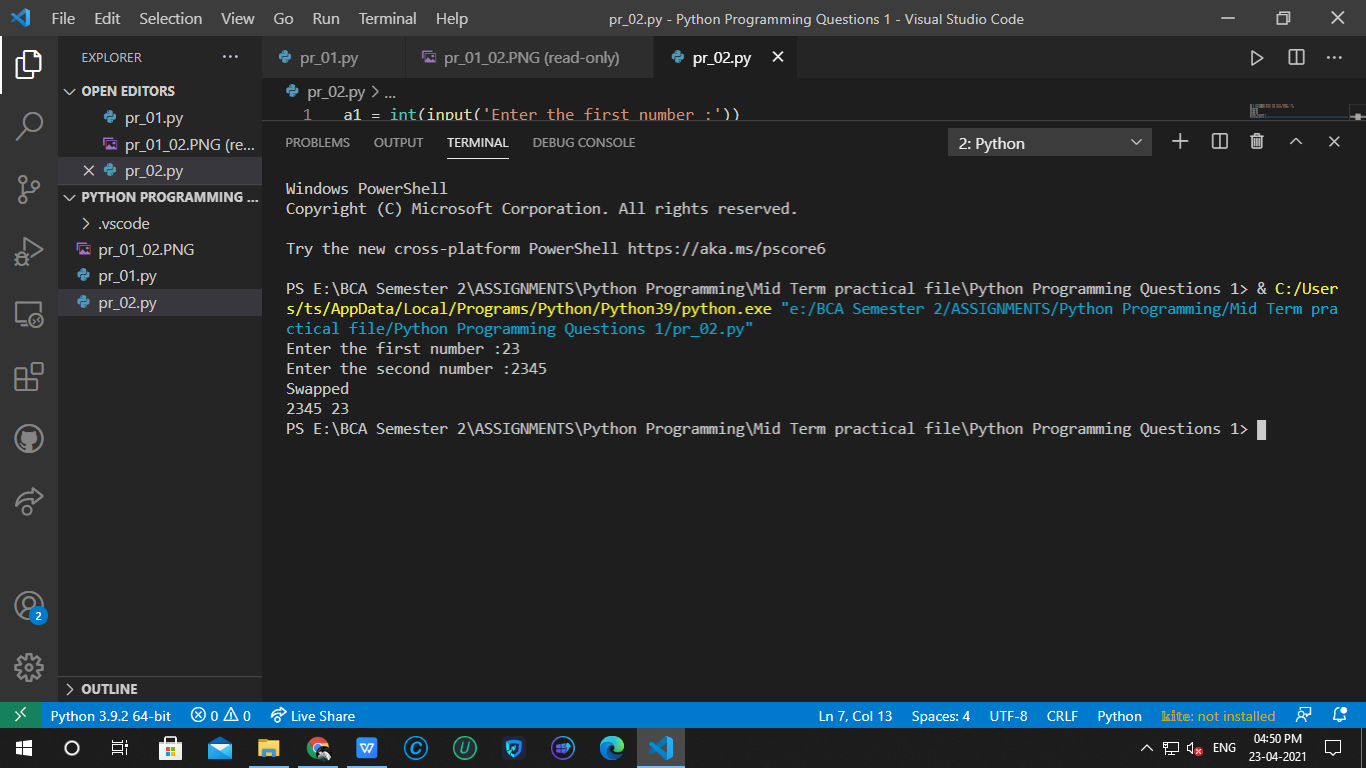 File Edit Selection View Go Run Terminal Help pr_02.py - Python Programming Questions 1 - Visual Studio Code
EXPLORER
OPEN EDITORS
pr_01.py
pr_01_02.PNG (re...
pr_02.py
PYTHON PROGRAMMING ...
.vscode
pr_01_02.PNG
pr_01.py
pr_02.py
OUTLINE
pr_01.py pr_01_02.PNG (read-only) pr_02.py
pr_02.py > ...
1 a1 = int(input('Enter the first number :'))
PROBLEMS OUTPUT TERMINAL DEBUG CONSOLE 2: Python
Windows PowerShell
Copyright (C) Microsoft Corporation. All rights reserved.
Try the new cross-platform PowerShell https://aka.ms/pscore6
PS E:\BCA Semester 2\ASSIGNMENTS\Python Programming\Mid Term practical file\Python Programming Questions 1> & C:/User
s/ts/AppData/Local/Programs/Python/Python39/python.exe "e:/BCA Semester 2/ASSIGNMENTS/Python Programming/Mid Term pra
ctical file/Python Programming Questions 1/pr_02.py"
Enter the first number :23
Enter the second number :2345
Swapped
2345 23
PS E:\BCA Semester 2\ASSIGNMENTS\Python Programming\Mid Term practical file\Python Programming Questions 1>
2
Python 3.9.2 64-bit 0 0 Live Share Ln 7, Col 13 Spaces: 4 UTF-8 CRLF Python kite: not installed
W C U ENG 04:50 PM
23-04-2021